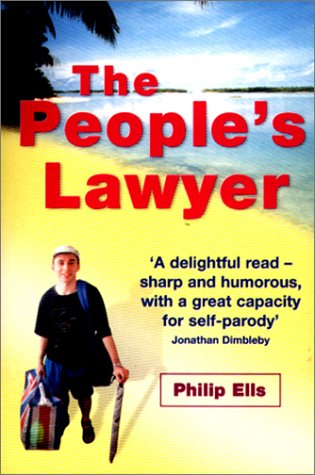 The
People's
Lawyer
'A delightful read –
sharp and humorous,
with a great capacity
for self-parody'
Jonathan Dimbleby
Philip Ells